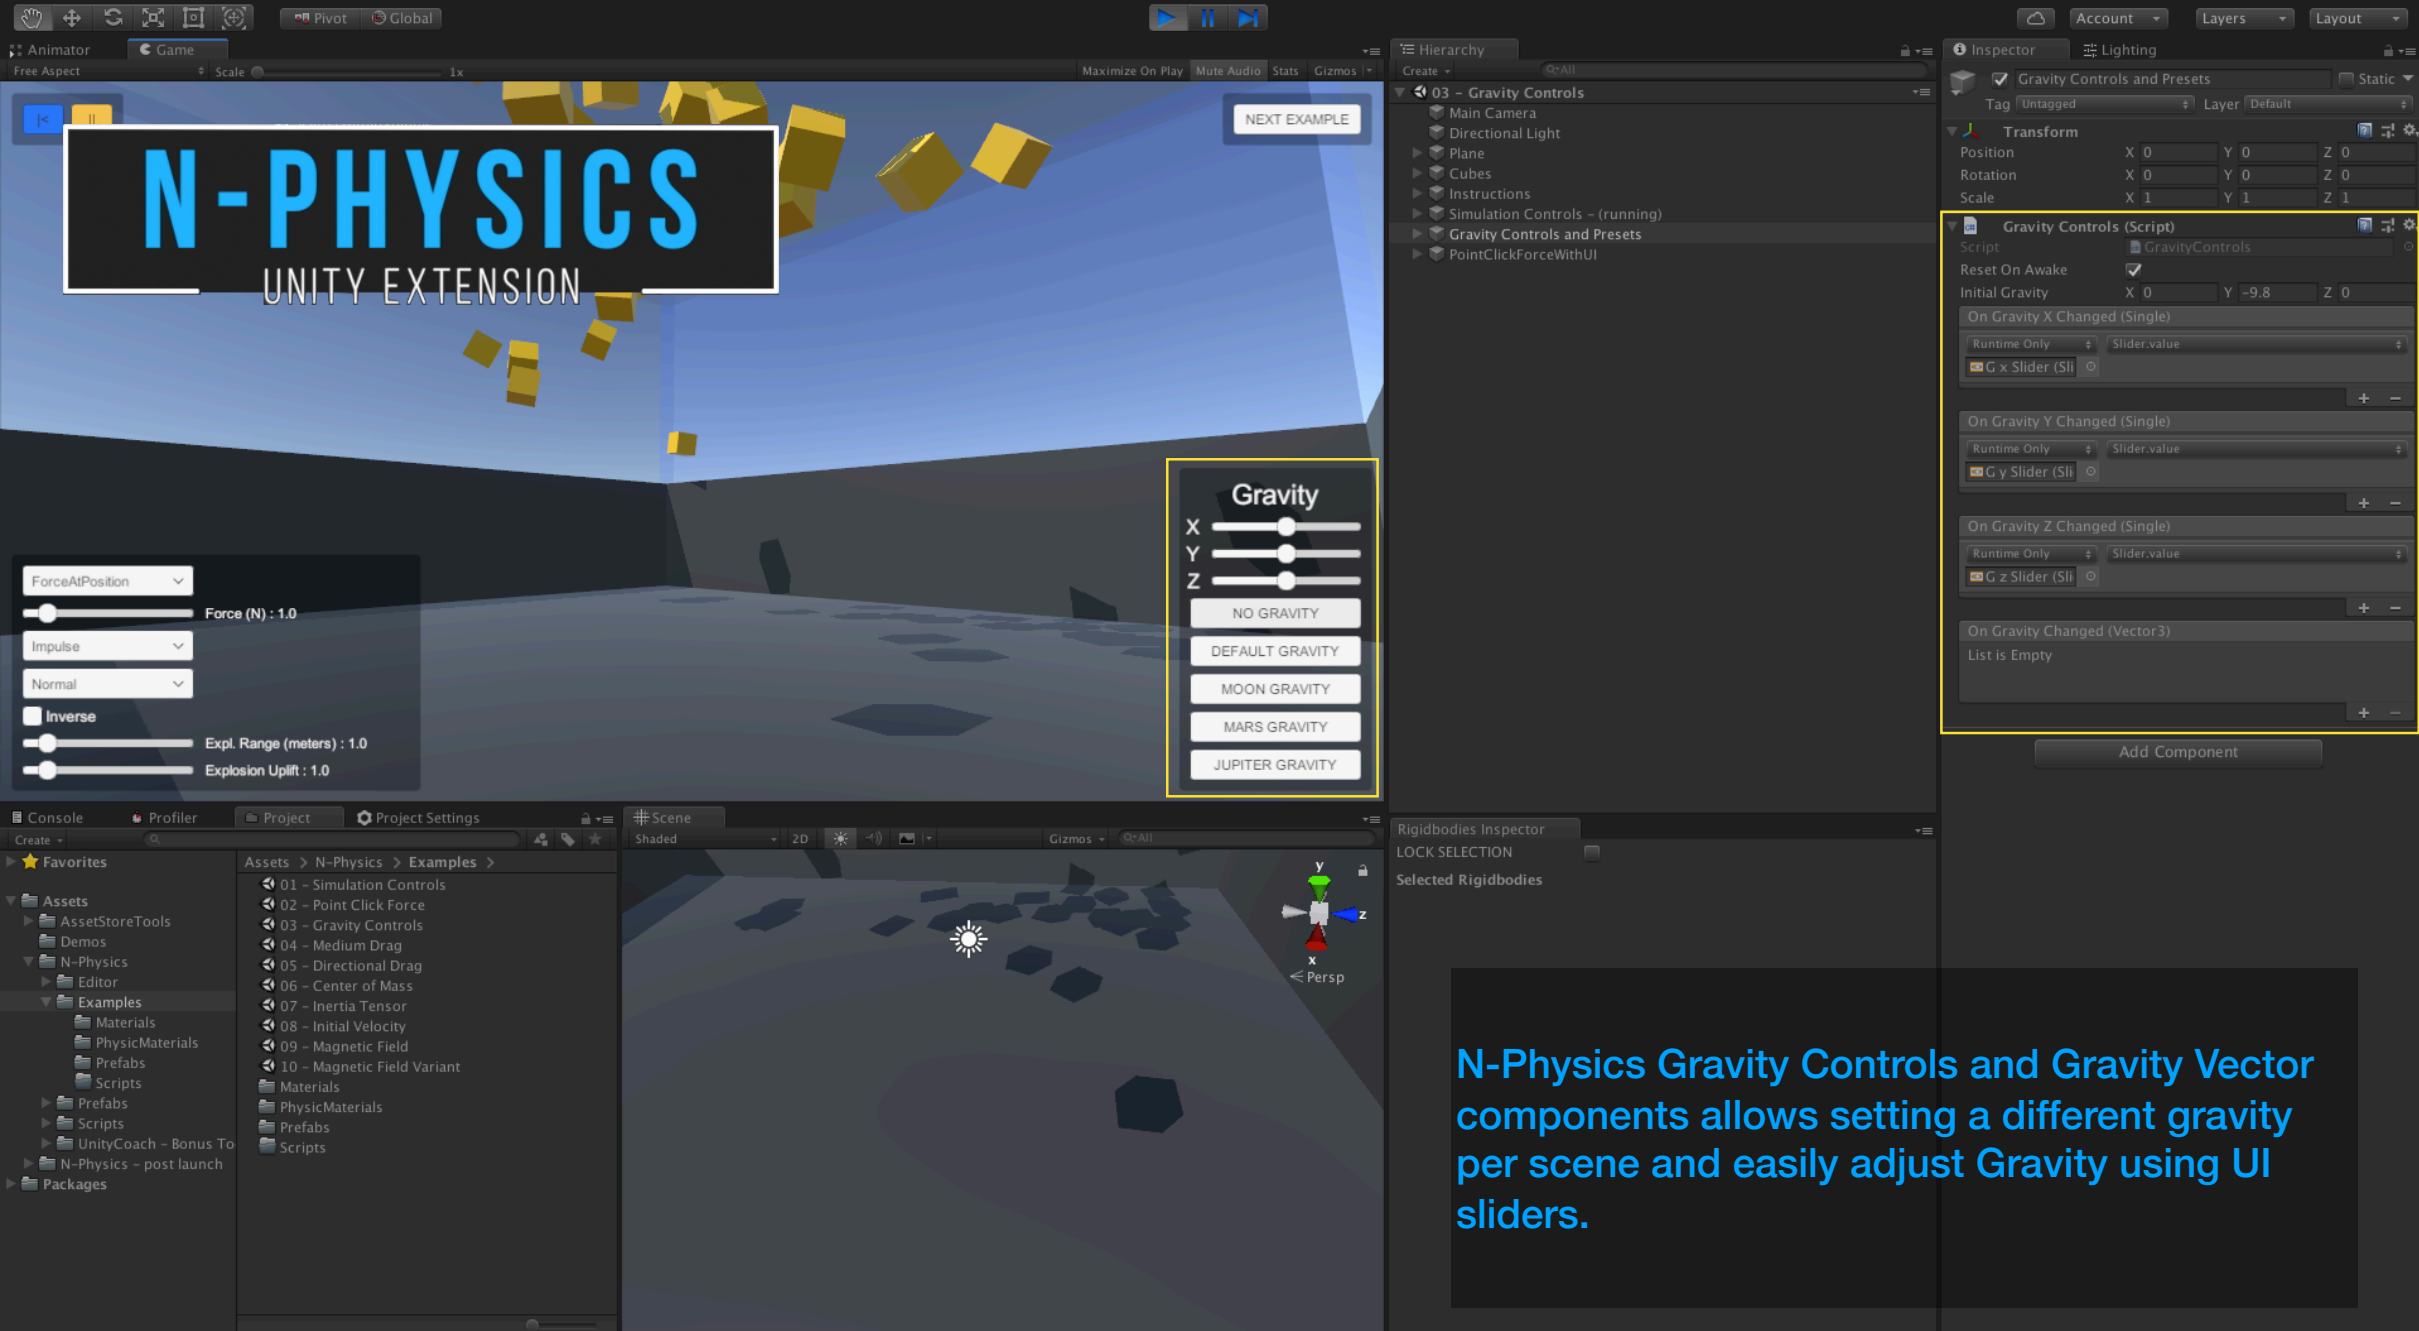 Pivot Global
Account Layers Layout
Animator Game
Free Aspect Scale 1x Maximize On Play Mute Audio Stats Gizmos
|< ||
NEXT EXAMPLE
N-PHYSICS
UNITY EXTENSION
Gravity
X
Y
Z
NO GRAVITY
DEFAULT GRAVITY
MOON GRAVITY
MARS GRAVITY
JUPITER GRAVITY
ForceAtPosition
Force (N) : 1.0
Impulse
Normal
Inverse
Expl. Range (meters) : 1.0
Explosion Uplift : 1.0
Hierarchy
Create All
03 - Gravity Controls
Main Camera
Directional Light
Plane
Cubes
Instructions
Simulation Controls - (running)
Gravity Controls and Presets
PointClickForceWithUI
Inspector Lighting
Gravity Controls and Presets Static
Tag Untagged Layer Default
Transform
Position X 0 Y 0 Z 0
Rotation X 0 Y 0 Z 0
Scale X 1 Y 1 Z 1
Gravity Controls (Script)
Script GravityControls
Reset On Awake
Initial Gravity X 0 Y -9.8 Z 0
On Gravity X Changed (Single)
Runtime Only Slider.value
G x Slider (Sli
+ -
On Gravity Y Changed (Single)
Runtime Only Slider.value
G y Slider (Sli
+ -
On Gravity Z Changed (Single)
Runtime Only Slider.value
G z Slider (Sli
+ -
On Gravity Changed (Vector3)
List is Empty
+ -
Add Component
Console Profiler Project Project Settings
Create
Favorites
Assets
AssetStoreTools
Demos
N-Physics
Editor
Examples
Materials
PhysicMaterials
Prefabs
Scripts
Prefabs
Scripts
UnityCoach - Bonus To
N-Physics - post launch
Packages
Assets > N-Physics > Examples >
01 - Simulation Controls
02 - Point Click Force
03 - Gravity Controls
04 - Medium Drag
05 - Directional Drag
06 - Center of Mass
07 - Inertia Tensor
08 - Initial Velocity
09 - Magnetic Field
10 - Magnetic Field Variant
Materials
PhysicMaterials
Prefabs
Scripts
Scene
Shaded 2D Gizmos All
y
z
x
Persp
Rigidbodies Inspector
LOCK SELECTION
Selected Rigidbodies
N-Physics Gravity Controls and Gravity Vector
components allows setting a different gravity
per scene and easily adjust Gravity using UI
sliders.